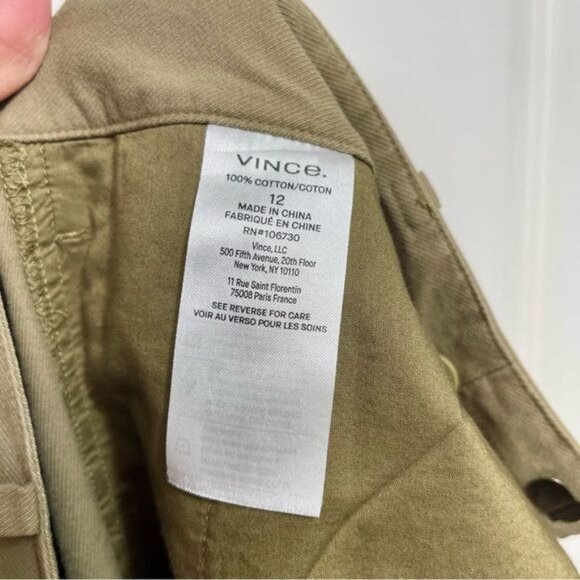 VINCE.
100% COTTON/COTON
12
MADE IN CHINA
FABRIQUÉ EN CHINE
RN#106730
Vince, LLC
500 Fifth Avenue, 20th Floor
New York, NY 10110
11 Rue Saint Florentin
75008 Paris France
SEE REVERSE FOR CARE
VOIR AU VERSO POUR LES SOINS